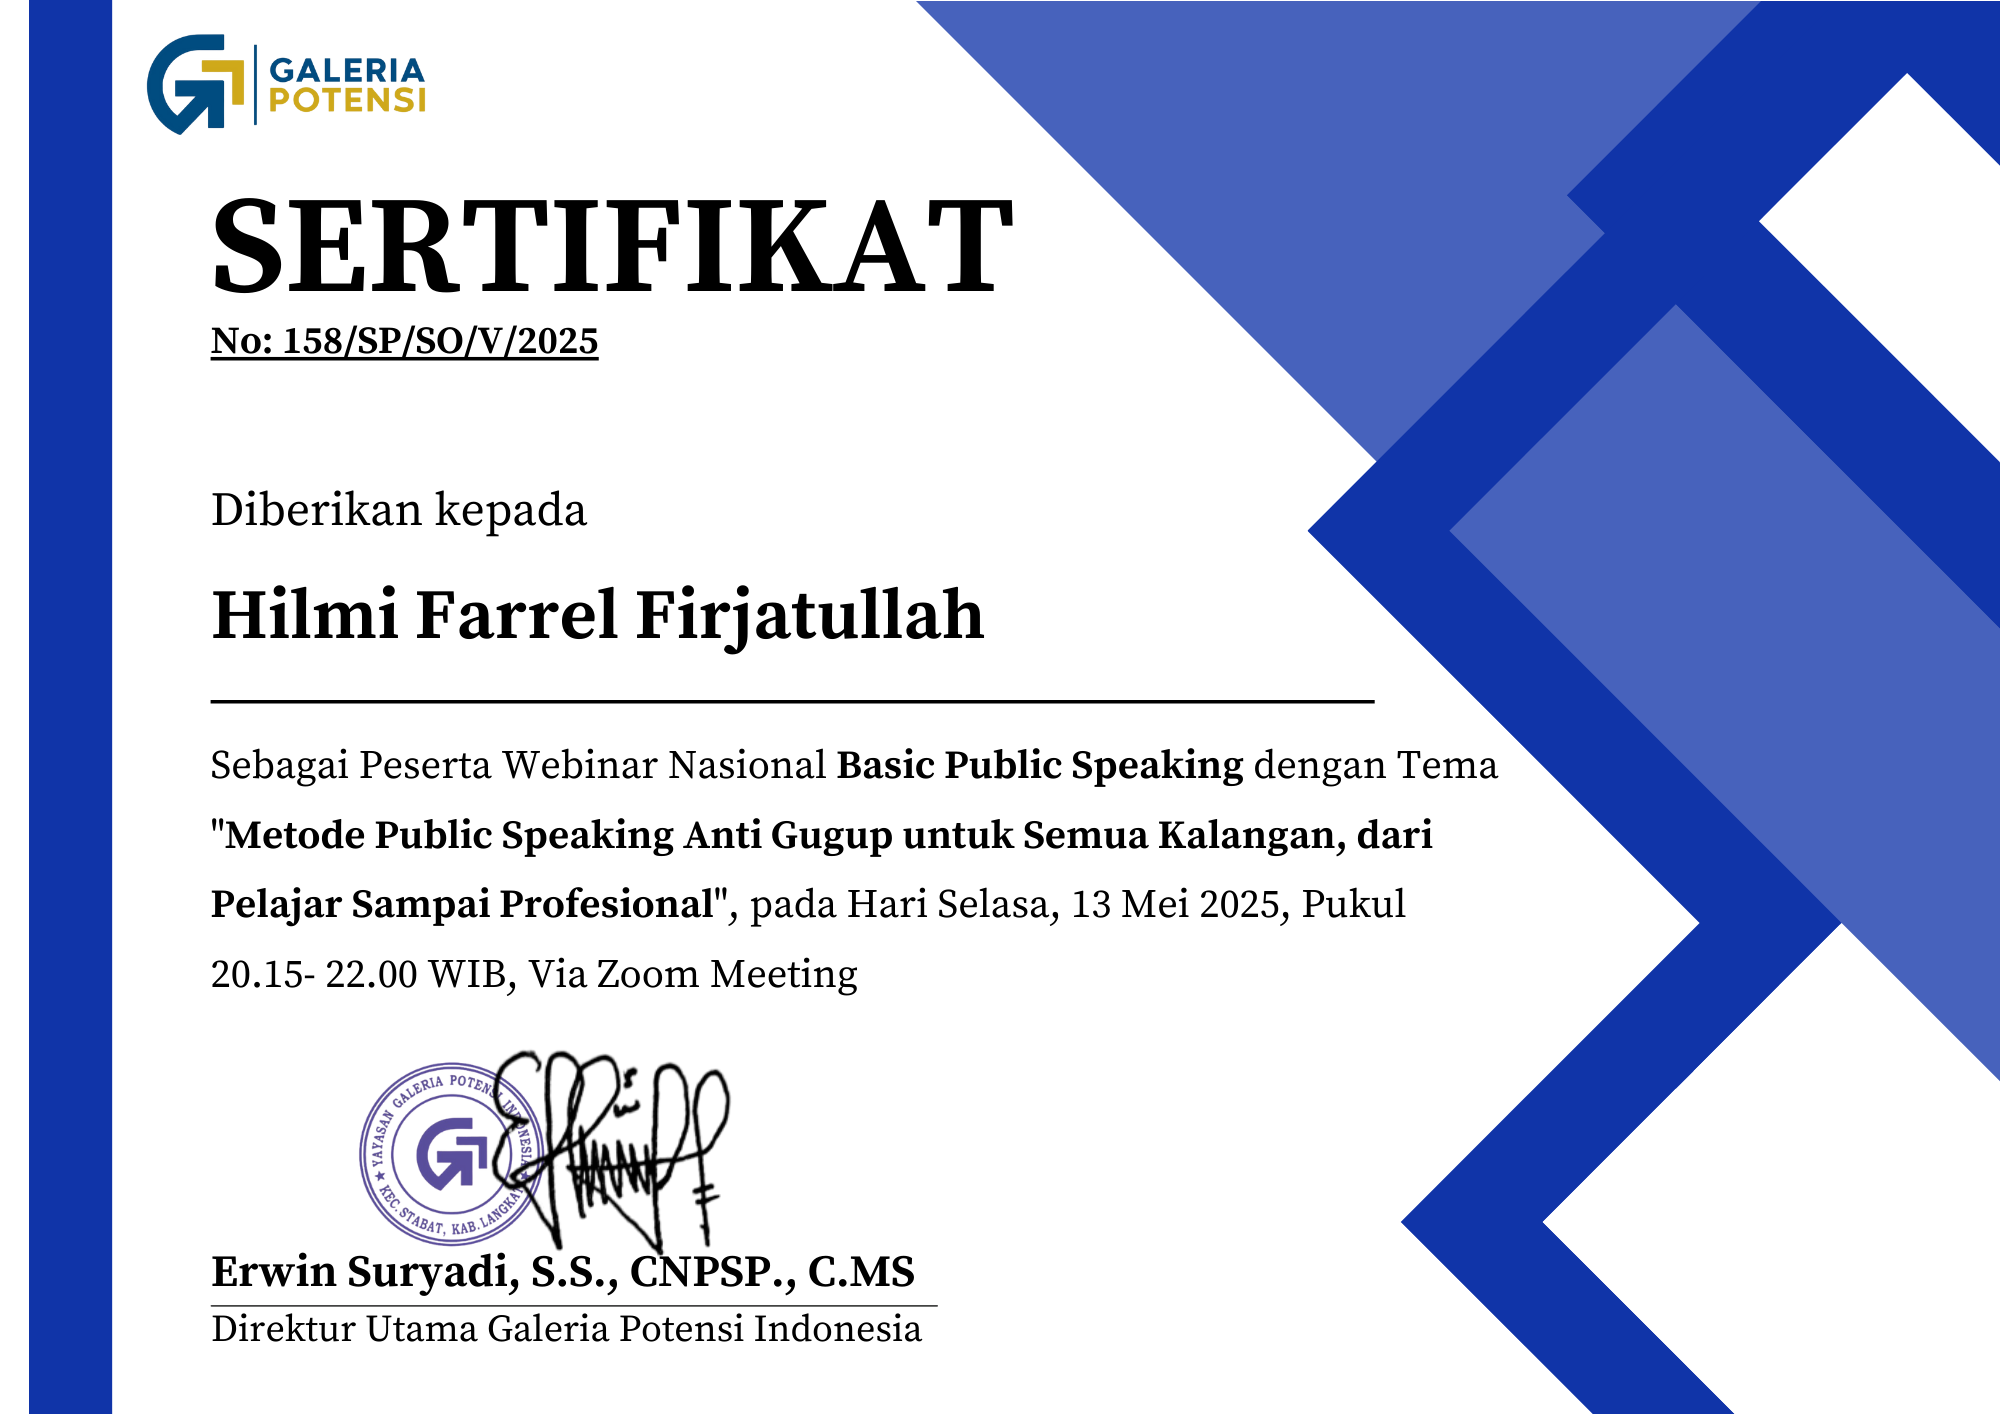 GALERIA
POTENSI
SERTIFIKAT
No: 158/SP/SO/V/2025
Diberikan kepada
Hilmi Farrel Firjatullah
Sebagai Peserta Webinar Nasional Basic Public Speaking dengan Tema
"Metode Public Speaking Anti Gugup untuk Semua Kalangan, dari
Pelajar Sampai Profesional", pada Hari Selasa, 13 Mei 2025, Pukul
20.15- 22.00 WIB, Via Zoom Meeting
YAYASAN GALERIA POTENSI INDONESIA
KEC. STABAT, KAB. LANGKAT
Erwin Suryadi, S.S., CNPSP., C.MS
Direktur Utama Galeria Potensi Indonesia